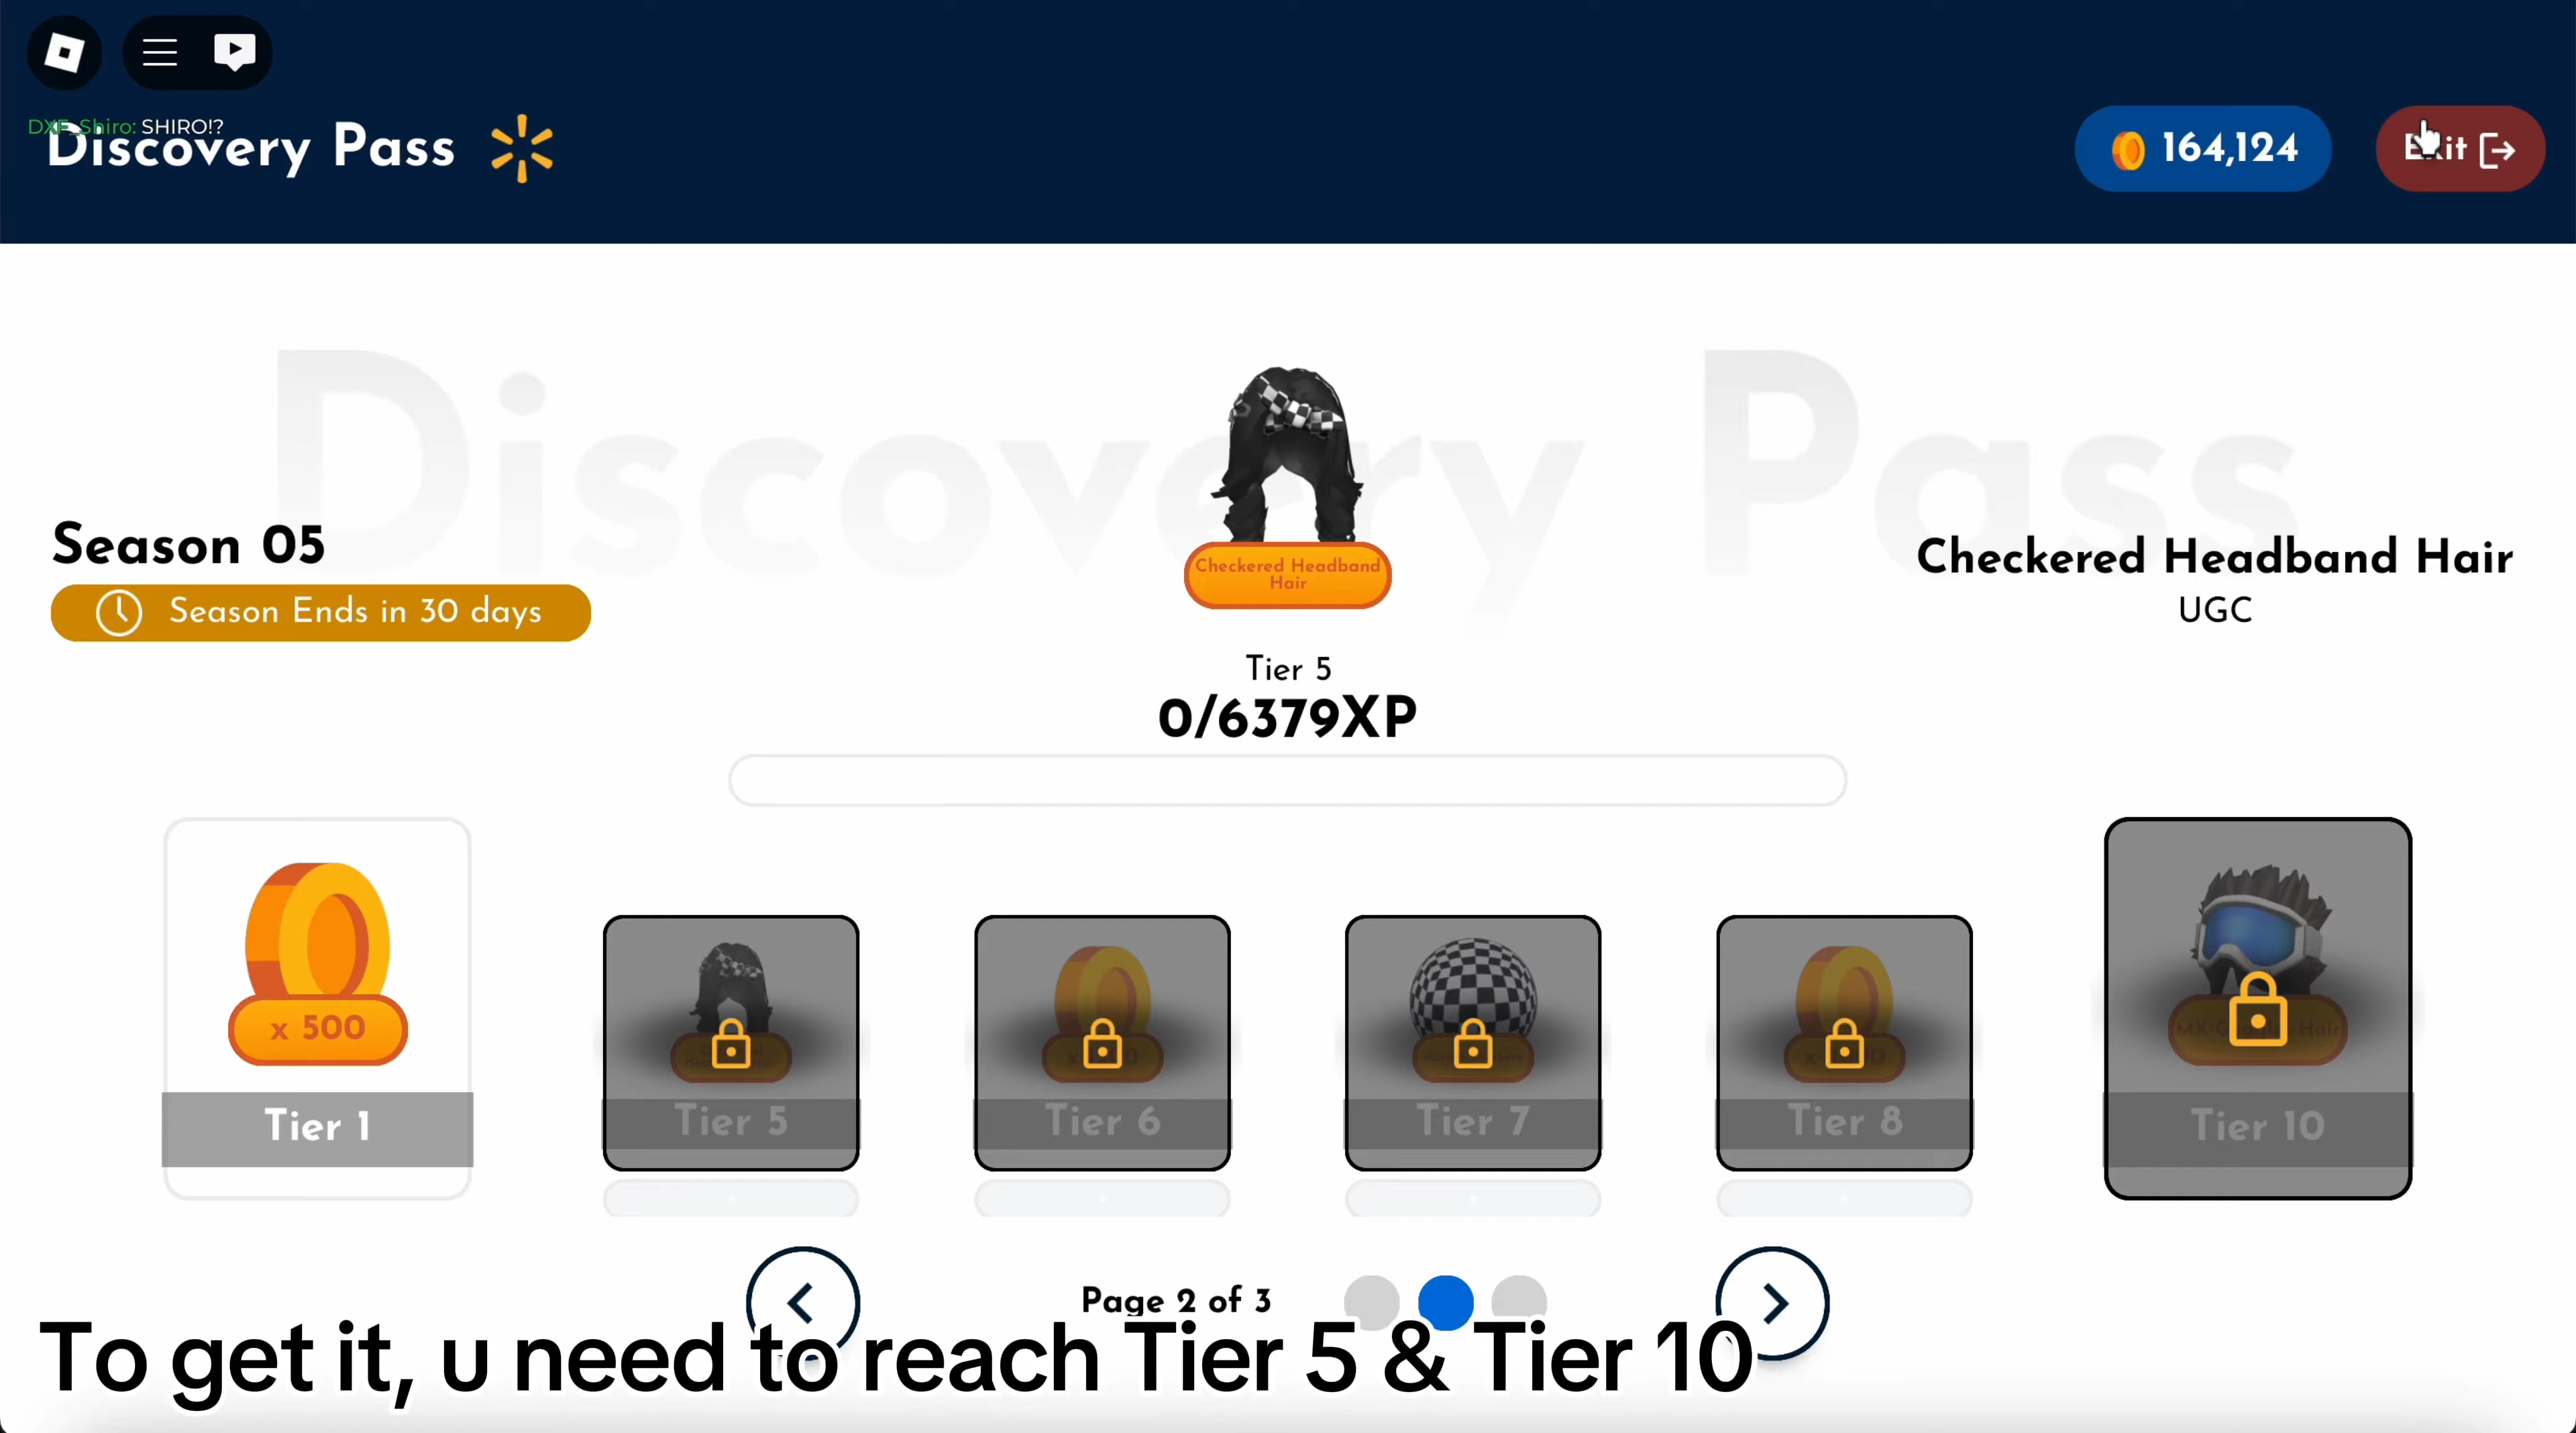 DXF_Shiro: SHIRO!?
Discovery Pass
164,124
Exit
Discovery Pass
Season 05
Season Ends in 30 days
Checkered Headband
Hair
Checkered Headband Hair
UGC
Tier 5
0/6379XP
x 500
Tier 1
Tier 5
Tier 6
Tier 7
Tier 8
Tier 10
Page 2 of 3
To get it, u need to reach Tier 5 & Tier 10